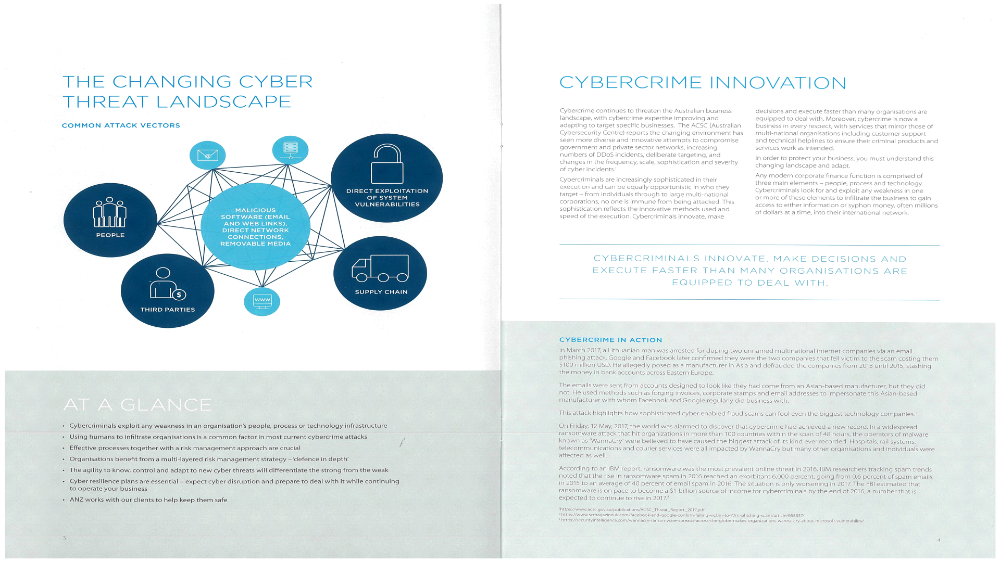 THE CHANGING CYBER
THREAT LANDSCAPE
COMMON ATTACK VECTORS
@
DIRECT EXPLOITATION
OF SYSTEM
VULNERABILITIES
MALICIOUS
SOFTWARE (EMAIL
AND WEB LINKS),
DIRECT NETWORK
CONNECTIONS,
REMOVABLE MEDIA
PEOPLE
$
THIRD PARTIES
WWW
SUPPLY CHAIN
AT A GLANCE
• Cybercriminals exploit any weakness in an organisation's people, process or technology infrastructure
• Using humans to infiltrate organisations is a common factor in most current cybercrime attacks
• Effective processes together with a risk management approach are crucial
• Organisations benefit from a multi-layered risk management strategy – 'defence in depth'
• The agility to know, control and adapt to new cyber threats will differentiate the strong from the weak
• Cyber resilience plans are essential – expect cyber disruption and prepare to deal with it while continuing
to operate your business
• ANZ works with our clients to help keep them safe
3
CYBERCRIME INNOVATION
Cybercrime continues to threaten the Australian business
landscape, with cybercrime expertise improving and
adapting to target specific businesses. The ACSC (Australian
Cybersecurity Centre) reports the changing environment has
seen more diverse and innovative attempts to compromise
government and private sector networks, increasing
numbers of DDoS incidents, deliberate targeting, and
changes in the frequency, scale, sophistication and severity
of cyber incidents.¹
Cybercriminals are increasingly sophisticated in their
execution and can be equally opportunistic in who they
target – from individuals through to large multi-national
corporations, no one is immune from being attacked. This
sophistication reflects the innovative methods used and
speed of the execution. Cybercriminals innovate, make
decisions and execute faster than many organisations are
equipped to deal with. Moreover, cybercrime is now a
business in every respect, with services that mirror those of
multi-national organisations including customer support
and technical helplines to ensure their criminal products and
services work as intended.
In order to protect your business, you must understand this
changing landscape and adapt.
Any modern corporate finance function is comprised of
three main elements – people, process and technology.
Cybercriminals look for and exploit any weakness in one
or more of these elements to infiltrate the business to gain
access to either information or syphon money, often millions
of dollars at a time, into their international network.
CYBERCRIMINALS INNOVATE, MAKE DECISIONS AND
EXECUTE FASTER THAN MANY ORGANISATIONS ARE
EQUIPPED TO DEAL WITH.
CYBERCRIME IN ACTION
In March 2017, a Lithuanian man was arrested for duping two unnamed multinational internet companies via an email
phishing attack. Google and Facebook later confirmed they were the two companies that fell victim to the scam costing them
$100 million USD. He allegedly posed as a manufacturer in Asia and defrauded the companies from 2013 until 2015, stashing
the money in bank accounts across Eastern Europe.
The emails were sent from accounts designed to look like they had come from an Asian-based manufacturer, but they did
not. He used methods such as forging invoices, corporate stamps and email addresses to impersonate this Asian-based
manufacturer with whom Facebook and Google regularly did business with.
This attack highlights how sophisticated cyber enabled fraud scams can fool even the biggest technology companies.²
On Friday, 12 May, 2017, the world was alarmed to discover that cybercrime had achieved a new record. In a widespread
ransomware attack that hit organizations in more than 100 countries within the span of 48 hours, the operators of malware
known as 'WannaCry' were believed to have caused the biggest attack of its kind ever recorded. Hospitals, rail systems,
telecommunications and courier services were all impacted by WannaCry but many other organisations and individuals were
affected as well.
According to an IBM report, ransomware was the most prevalent online threat in 2016. IBM researchers tracking spam trends
noted that the rise in ransomware spam in 2016 reached an exorbitant 6,000 percent, going from 0.6 percent of spam emails
in 2015 to an average of 40 percent of email spam in 2016. The situation is only worsening in 2017. The FBI estimated that
ransomware is on pace to become a $1 billion source of income for cybercriminals by the end of 2016, a number that is
expected to continue to rise in 2017.³
¹https://www.acsc.gov.au/publications/ACSC_Threat_Report_2017.pdf
² https://www.scmagazineuk.com/facebook-and-google-confirm-falling-victim-to-77m-phishing-scam/article/653837/
³ https://securityintelligence.com/wannacry-ransomware-spreads-across-the-globe-makes-organizations-wanna-cry-about-microsoft-vulnerability/
4